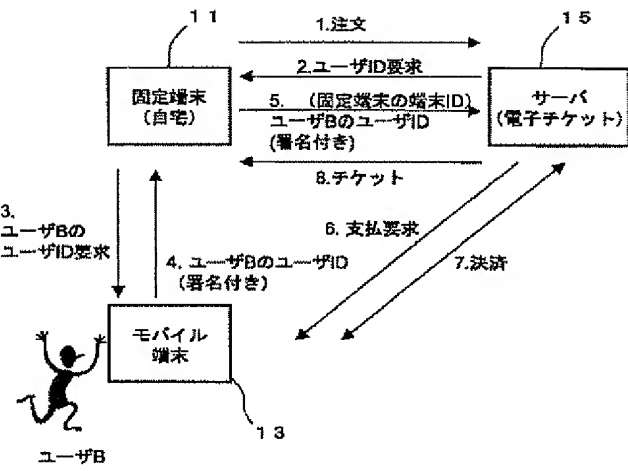 11
15
1.注文
2.ユーザID要求
固定端末
(自宅)
5. (固定端末の端末ID)
ユーザBのユーザID
(署名付き)
サーバ
(電子チケット)
8.チケット
3.
ユーザBの
ユーザID要求
4. ユーザBのユーザID
(署名付き)
6. 支払要求
7.決済
モバイル
端末
13
ユーザB